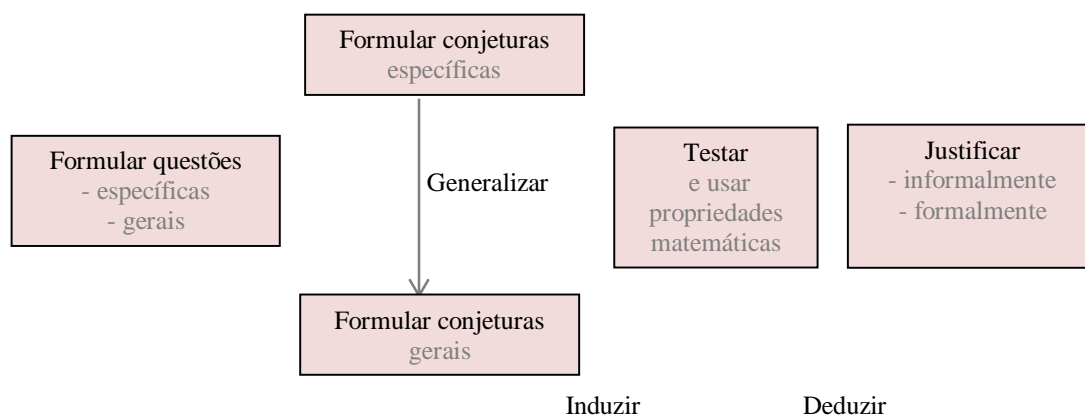 Formular conjeturas
específicas
Formular questões
- específicas
- gerais
Generalizar
Testar
e usar
propriedades
matemáticas
Justificar
- informalmente
- formalmente
Formular conjeturas
gerais
Induzir
Deduzir